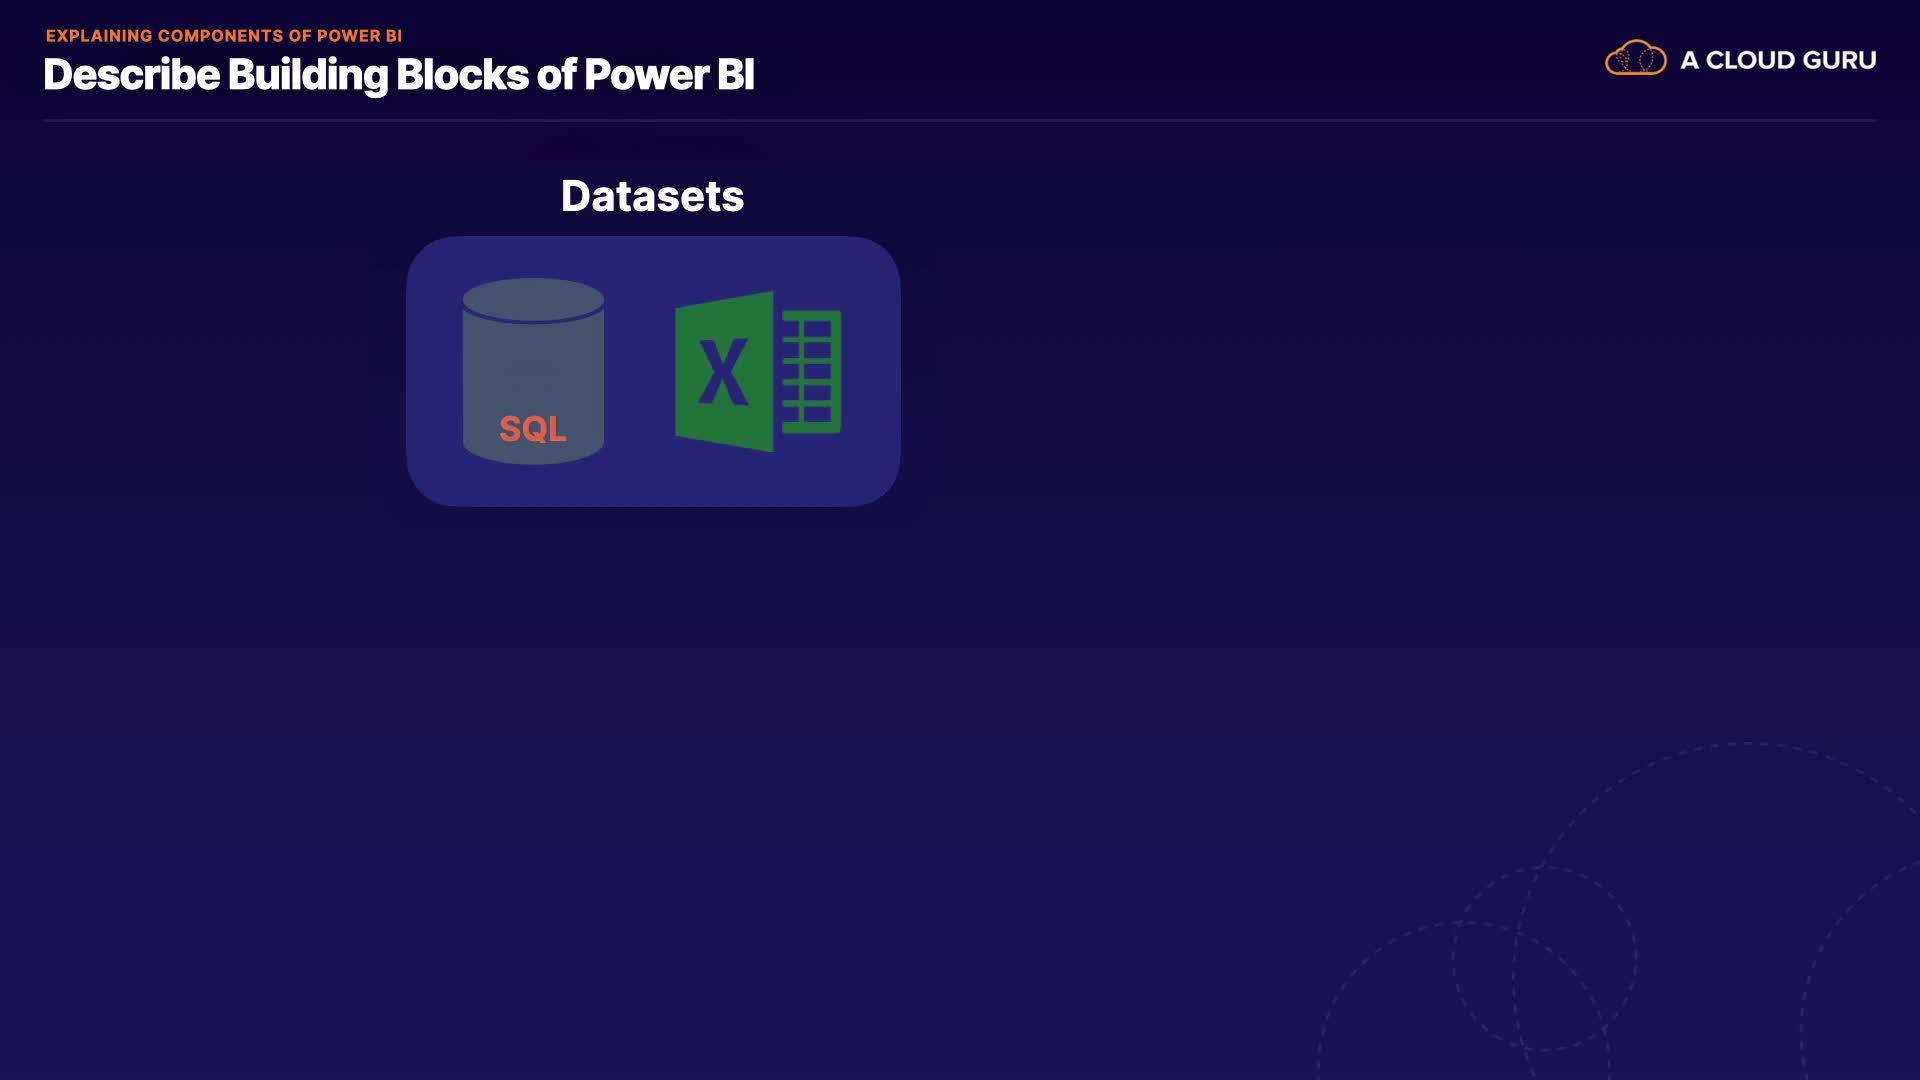 EXPLAINING COMPONENTS OF POWER BI
Describe Building Blocks of Power BI
A CLOUD GURU
Datasets
SQL
X